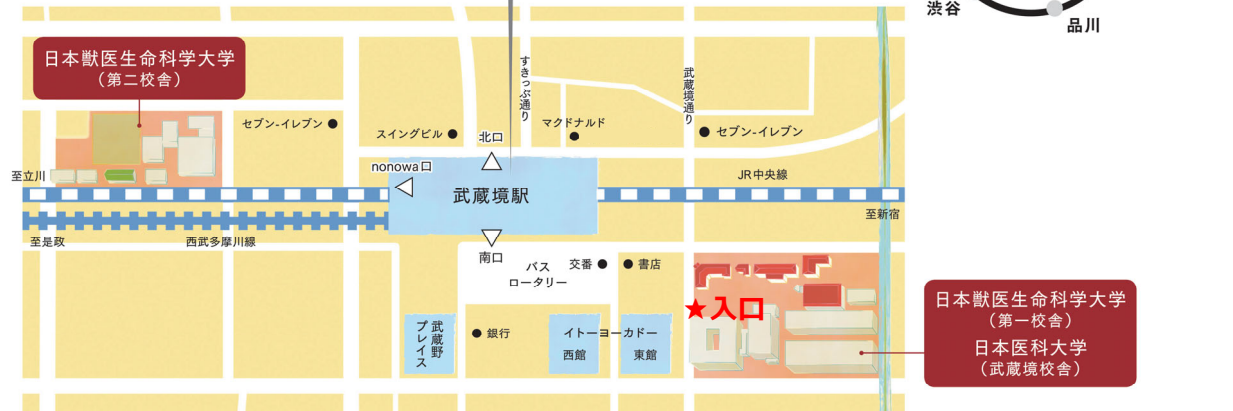 渋谷
品川
日本獣医生命科学大学
（第二校舎）
すきっぷ通り
武蔵境通り
セブン-イレブン
スイングビル
北口
マクドナルド
セブン-イレブン
nonowa口
至立川
武蔵境駅
JR中央線
至新宿
至是政
西武多摩川線
南口
バス
ロータリー
交番
書店
★入口
武蔵野
プレイス
銀行
イトーヨーカドー
西館
東館
日本獣医生命科学大学
（第一校舎）
日本医科大学
（武蔵境校舎）